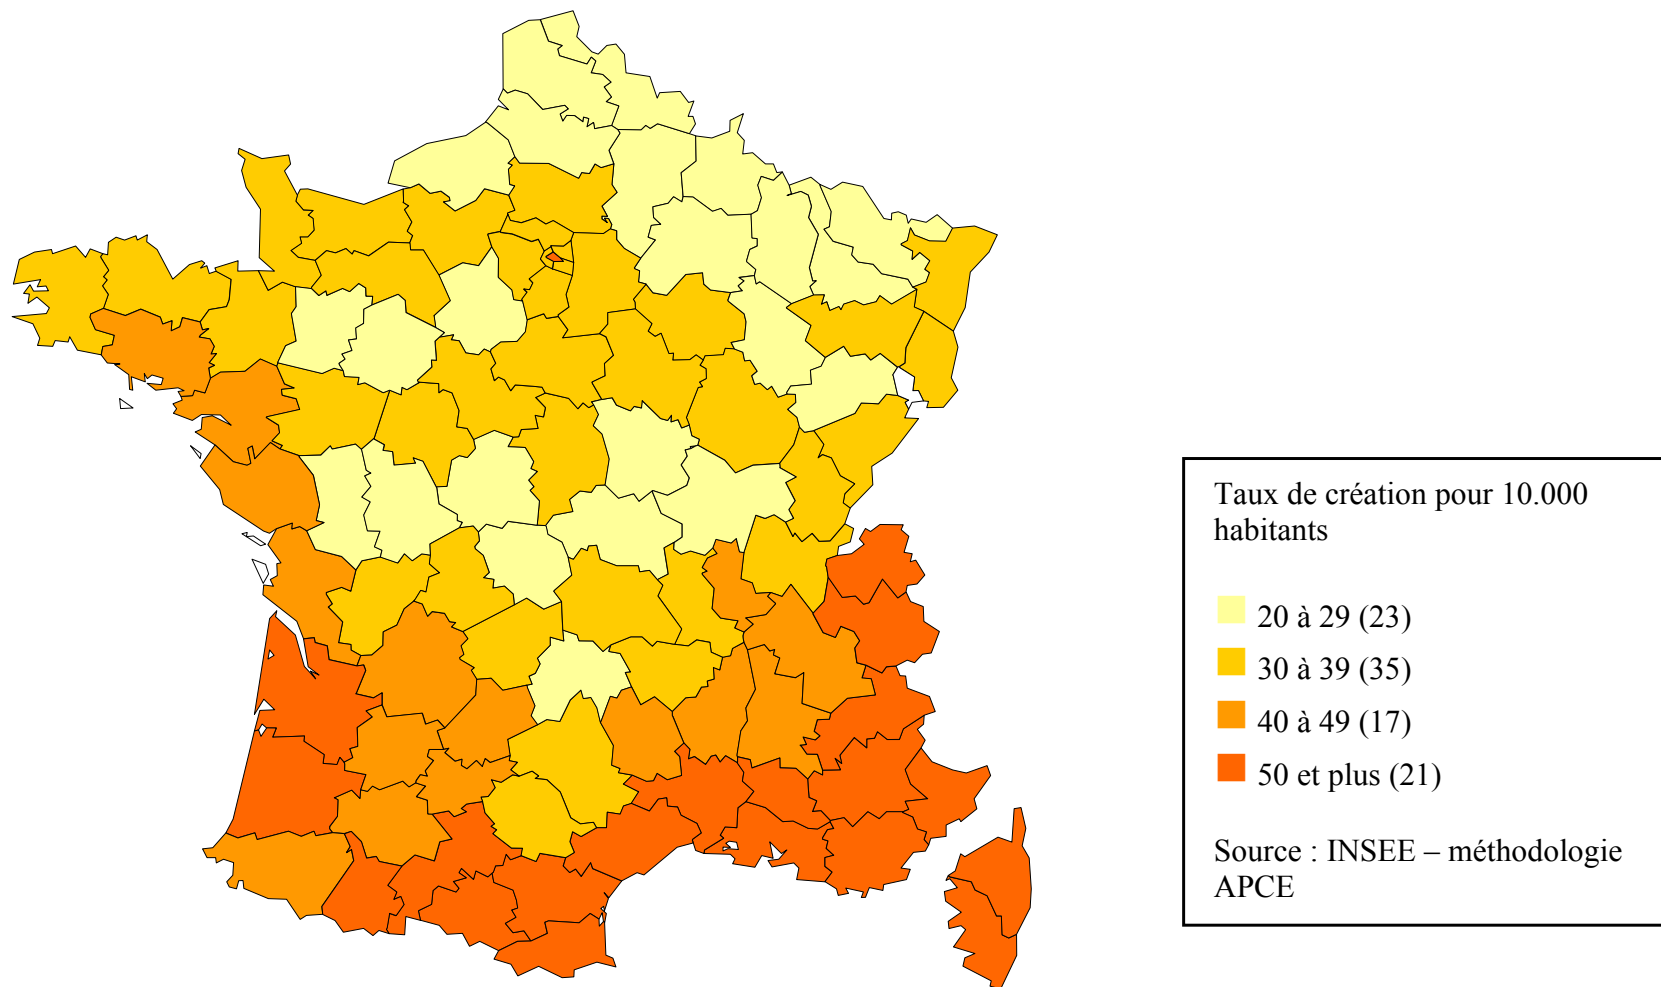 Taux de création pour 10.000
habitants
20 à 29 (23)
30 à 39 (35)
40 à 49 (17)
50 et plus (21)
Source : INSEE – méthodologie
APCE